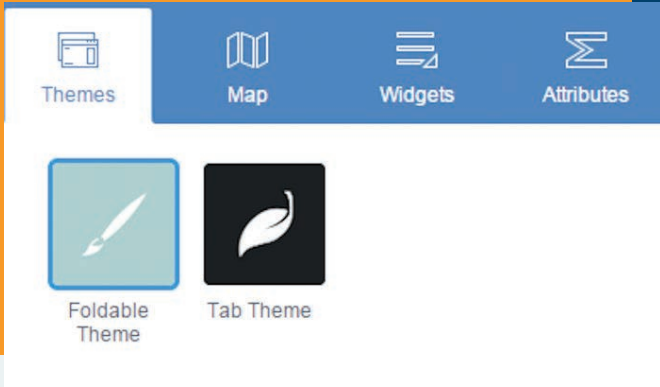 Themes
Map
Widgets
Attributes
Foldable
Theme
Tab Theme